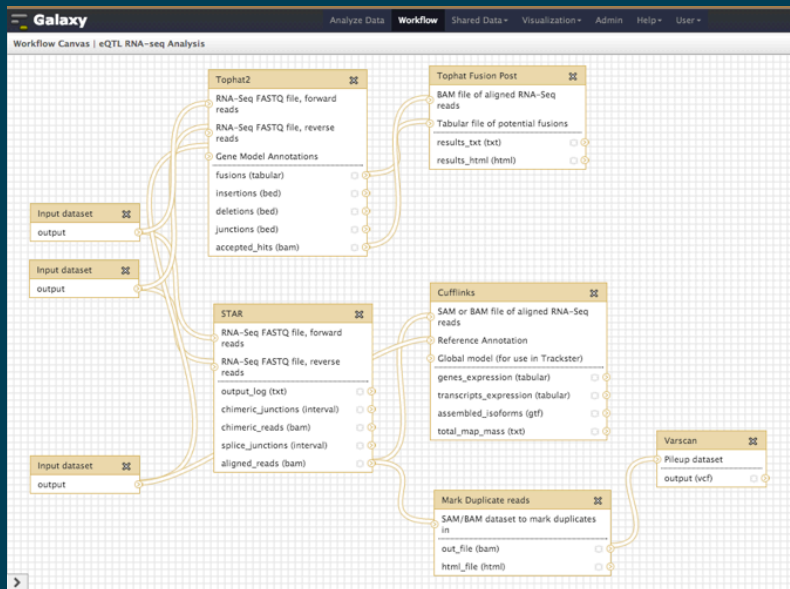 Galaxy
Analyze Data Workflow Shared Data Visualization Admin Help User
Workflow Canvas | eQTL RNA-seq Analysis
Tophat2
RNA-Seq FASTQ file, forward
reads
RNA-Seq FASTQ file, reverse
reads
Gene Model Annotations
fusions (tabular)
insertions (bed)
deletions (bed)
junctions (bed)
accepted_hits (bam)
Tophat Fusion Post
BAM file of aligned RNA-Seq
reads
Tabular file of potential fusions
results_txt (txt)
results_html (html)
Input dataset
output
Input dataset
output
STAR
RNA-Seq FASTQ file, forward
reads
RNA-Seq FASTQ file, reverse
reads
output_log (txt)
chimeric_junctions (interval)
chimeric_reads (bam)
splice_junctions (interval)
aligned_reads (bam)
Cufflinks
SAM or BAM file of aligned RNA-Seq
reads
Reference Annotation
Global model (for use in Trackster)
genes_expression (tabular)
transcripts_expression (tabular)
assembled_isoforms (gtf)
total_map_mass (txt)
Input dataset
output
Varscan
Pileup dataset
output (vcf)
Mark Duplicate reads
SAM/BAM dataset to mark duplicates
in
out_file (bam)
html_file (html)